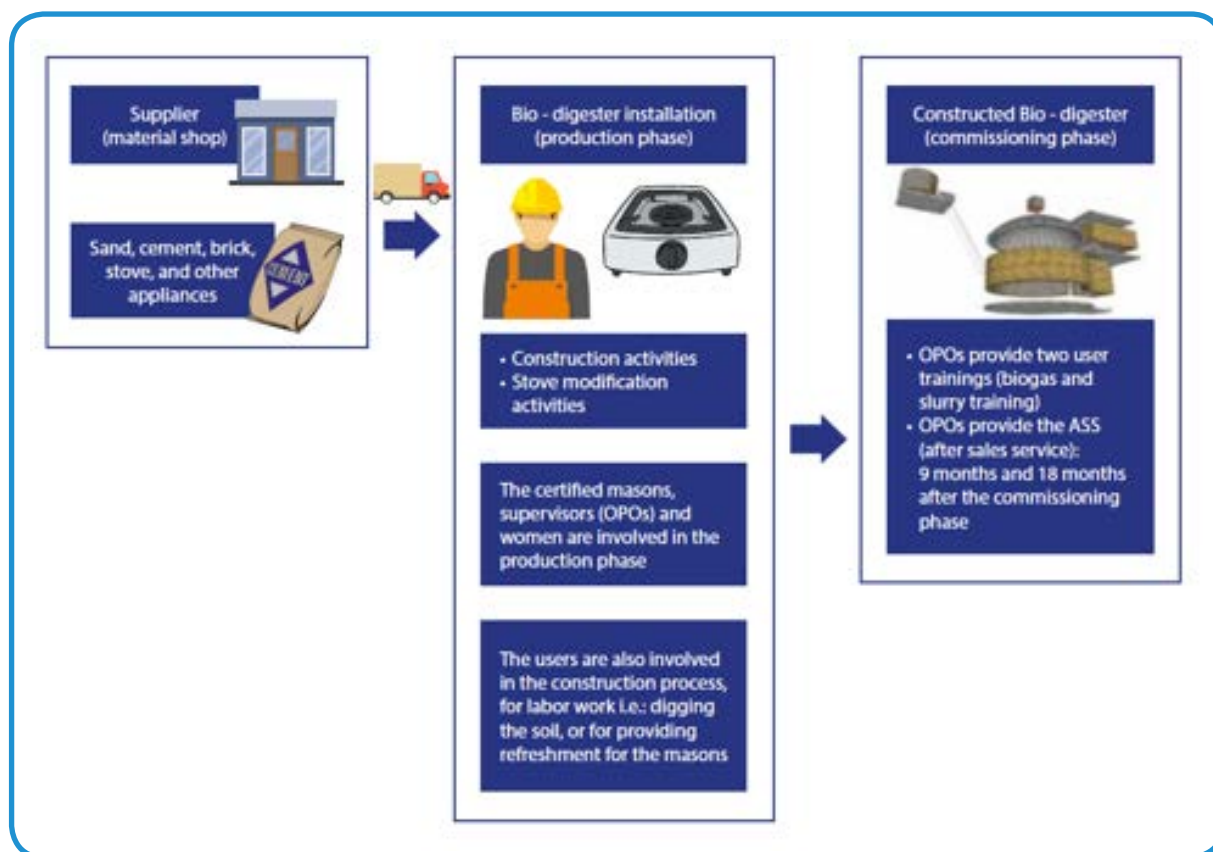 Supplier
(material shop)
Sand, cement, brick,
stove, and other
appliances
CEMENT
Bio - digester installation
(production phase)
• Construction activities
• Stove modification
activities
The certified masons,
supervisors (OPOs) and
women are involved in the
production phase
The users are also involved
in the construction process,
for labor work i.e.: digging
the soil, or for providing
refreshment for the masons
Constructed Bio - digester
(commissioning phase)
• OPOs provide two user
trainings (biogas and
slurry training)
• OPOs provide the ASS
(after sales service):
9 months and 18 months
after the commissioning
phase